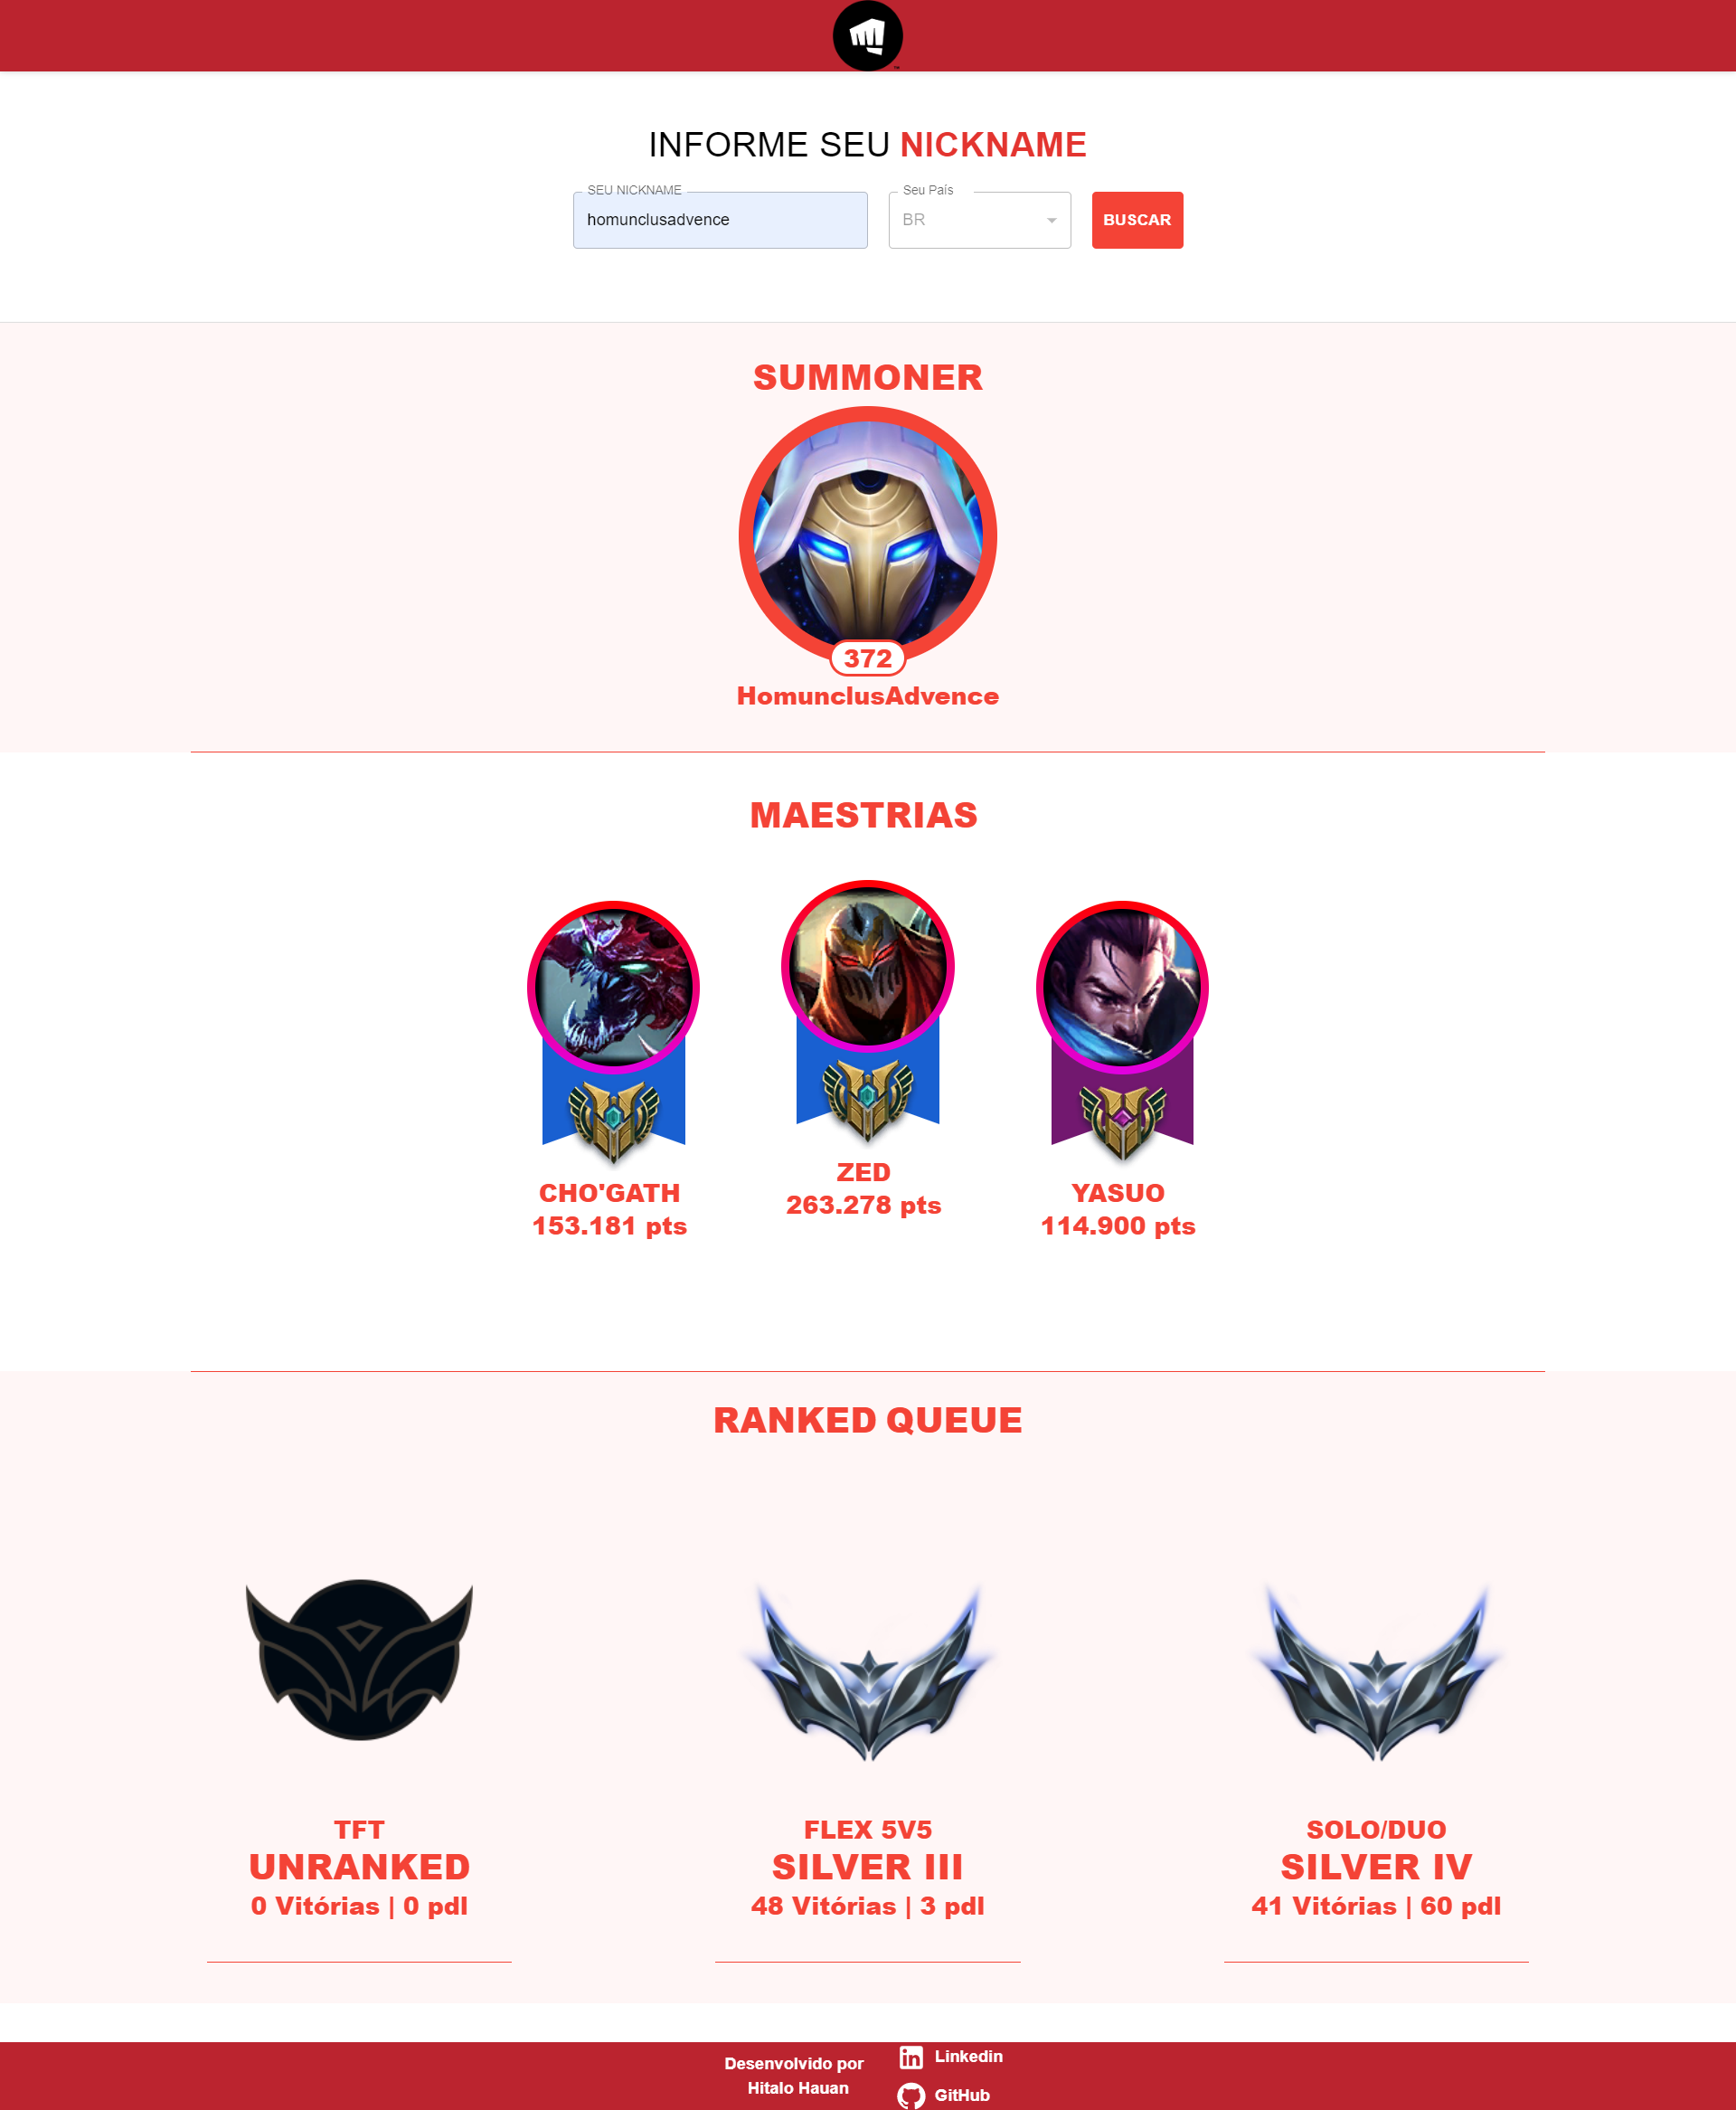 INFORME SEU NICKNAME
SEU NICKNAME
homunclusadvence
Seu País
BR
BUSCAR
SUMMONER
372
HomunclusAdvence
MAESTRIAS
CHO'GATH
153.181 pts
ZED
263.278 pts
YASUO
114.900 pts
RANKED QUEUE
TFT
UNRANKED
0 Vitórias | 0 pdl
FLEX 5V5
SILVER III
48 Vitórias | 3 pdl
SOLO/DUO
SILVER IV
41 Vitórias | 60 pdl
Desenvolvido por
Hitalo Hauan
Linkedin
GitHub